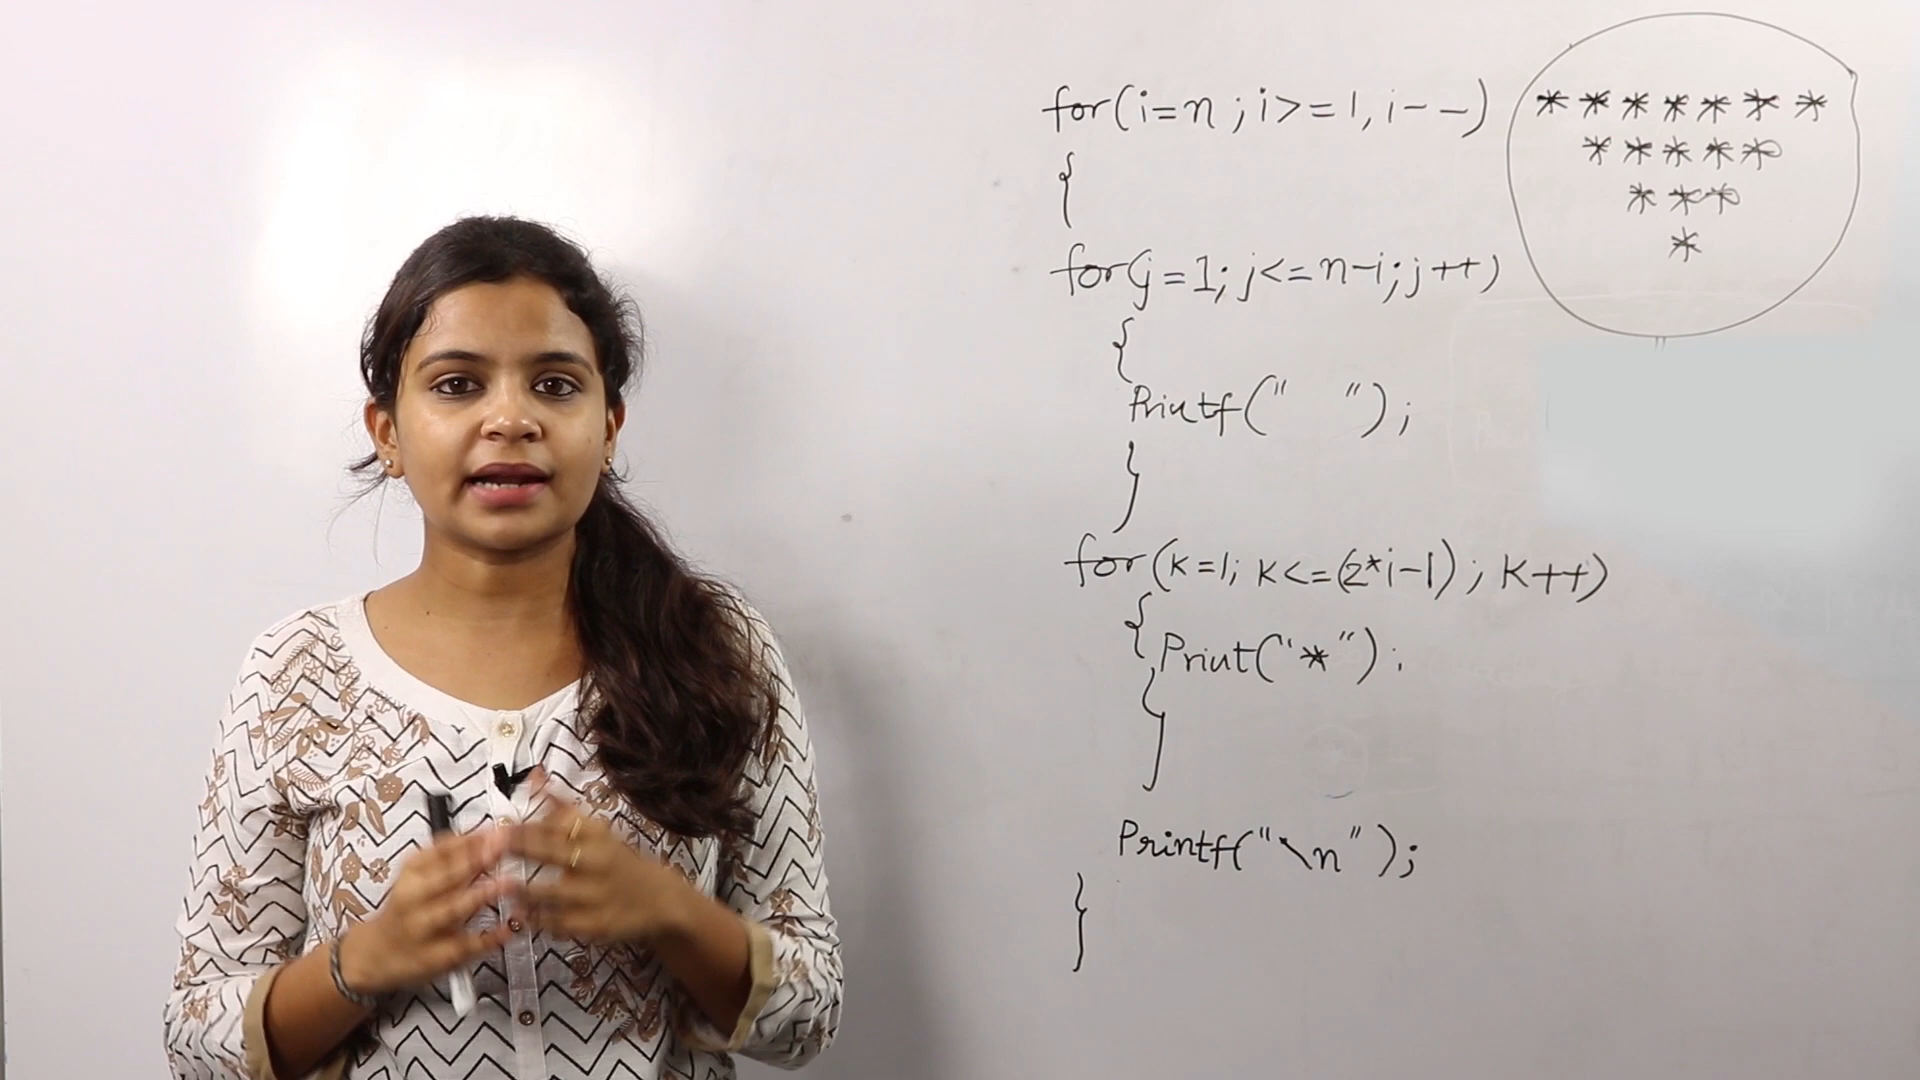 for(i=n ; i>=1, i--)
{
for(j=1; j<=n-i; j++)
{
Printf("   ");
}
for(k=1; k<=(2*i-1) ; k++)
{
Print("*") ;
}
Printf("\n");
}
* * * * * * *
* * * * *
* * *
*